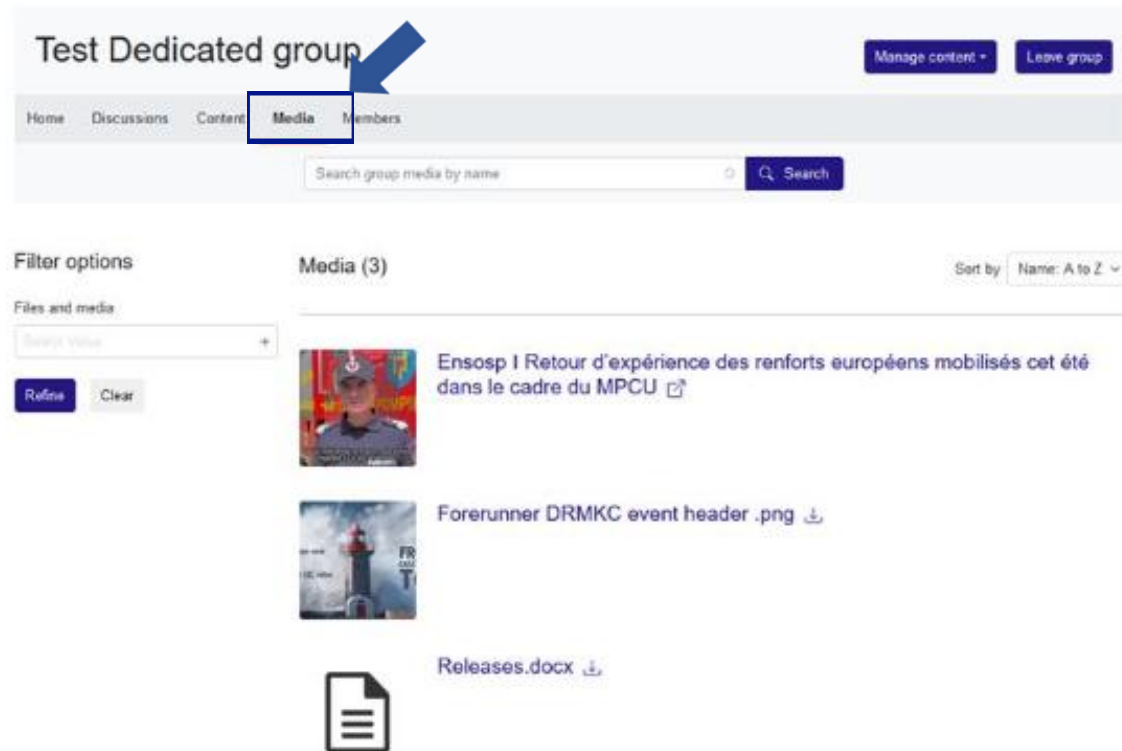 Test Dedicated group
Manage content
Leave group
Home Discussions Content Media Members
Search group media by name
Search
Filter options
Media (3)
Sort by Name: A to Z
Files and media
Select Value
Refine Clear
Ensosp I Retour d'expérience des renforts européens mobilisés cet été
dans le cadre du MPCU
Forerunner DRMKC event header .png
Releases.docx